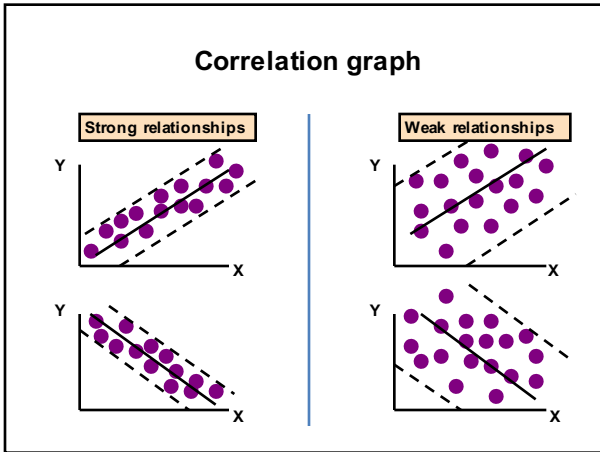 Correlation graph
Strong relationships
Weak relationships
Y
X
Y
X
Y
X
Y
X